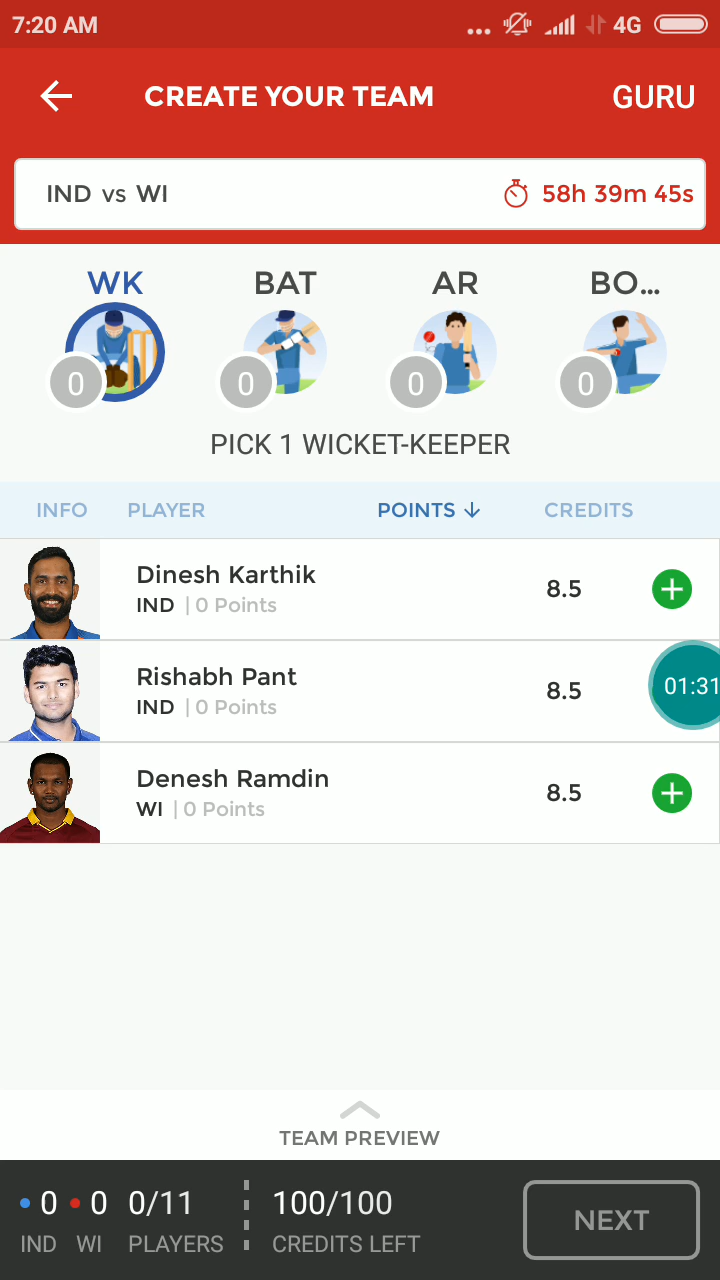 7:20 AM ... 4G
CREATE YOUR TEAM GURU
IND vs WI 58h 39m 45s
WK BAT AR BO...
0 0 0 0
PICK 1 WICKET-KEEPER
INFO PLAYER POINTS ↓ CREDITS
Dinesh Karthik
IND | 0 Points 8.5 +
Rishabh Pant
IND | 0 Points 8.5 01:31
Denesh Ramdin
WI | 0 Points 8.5 +
TEAM PREVIEW
0 0 0/11 100/100
IND WI PLAYERS CREDITS LEFT
NEXT